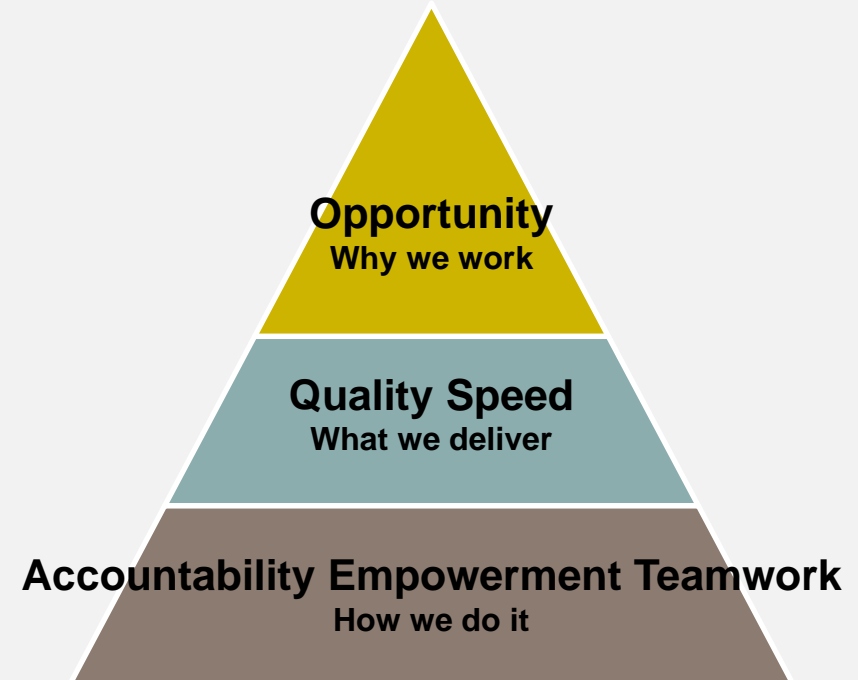 Opportunity
Why we work
Quality Speed
What we deliver
Accountability Empowerment Teamwork
How we do it